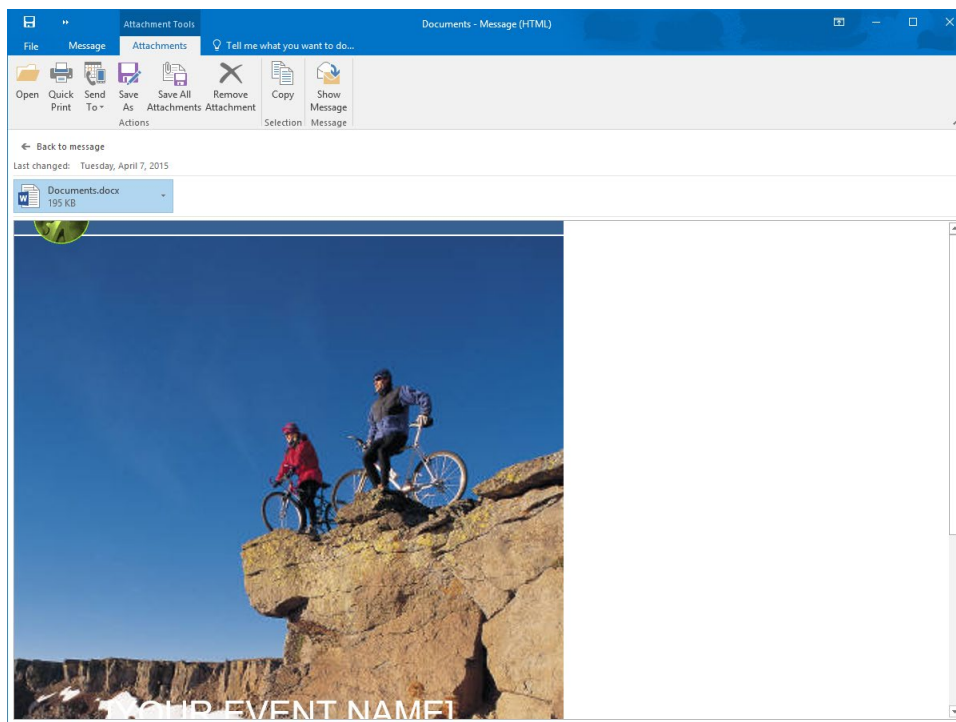 Attachment Tools
Documents - Message (HTML)
File
Message
Attachments
Tell me what you want to do...
Open
Quick Print
Send To
Save As
Save All Attachments
Remove Attachment
Copy
Show Message
Actions
Selection
Message
Back to message
Last changed: Tuesday, April 7, 2015
Documents.docx
195 KB
[YOUR EVENT NAME]